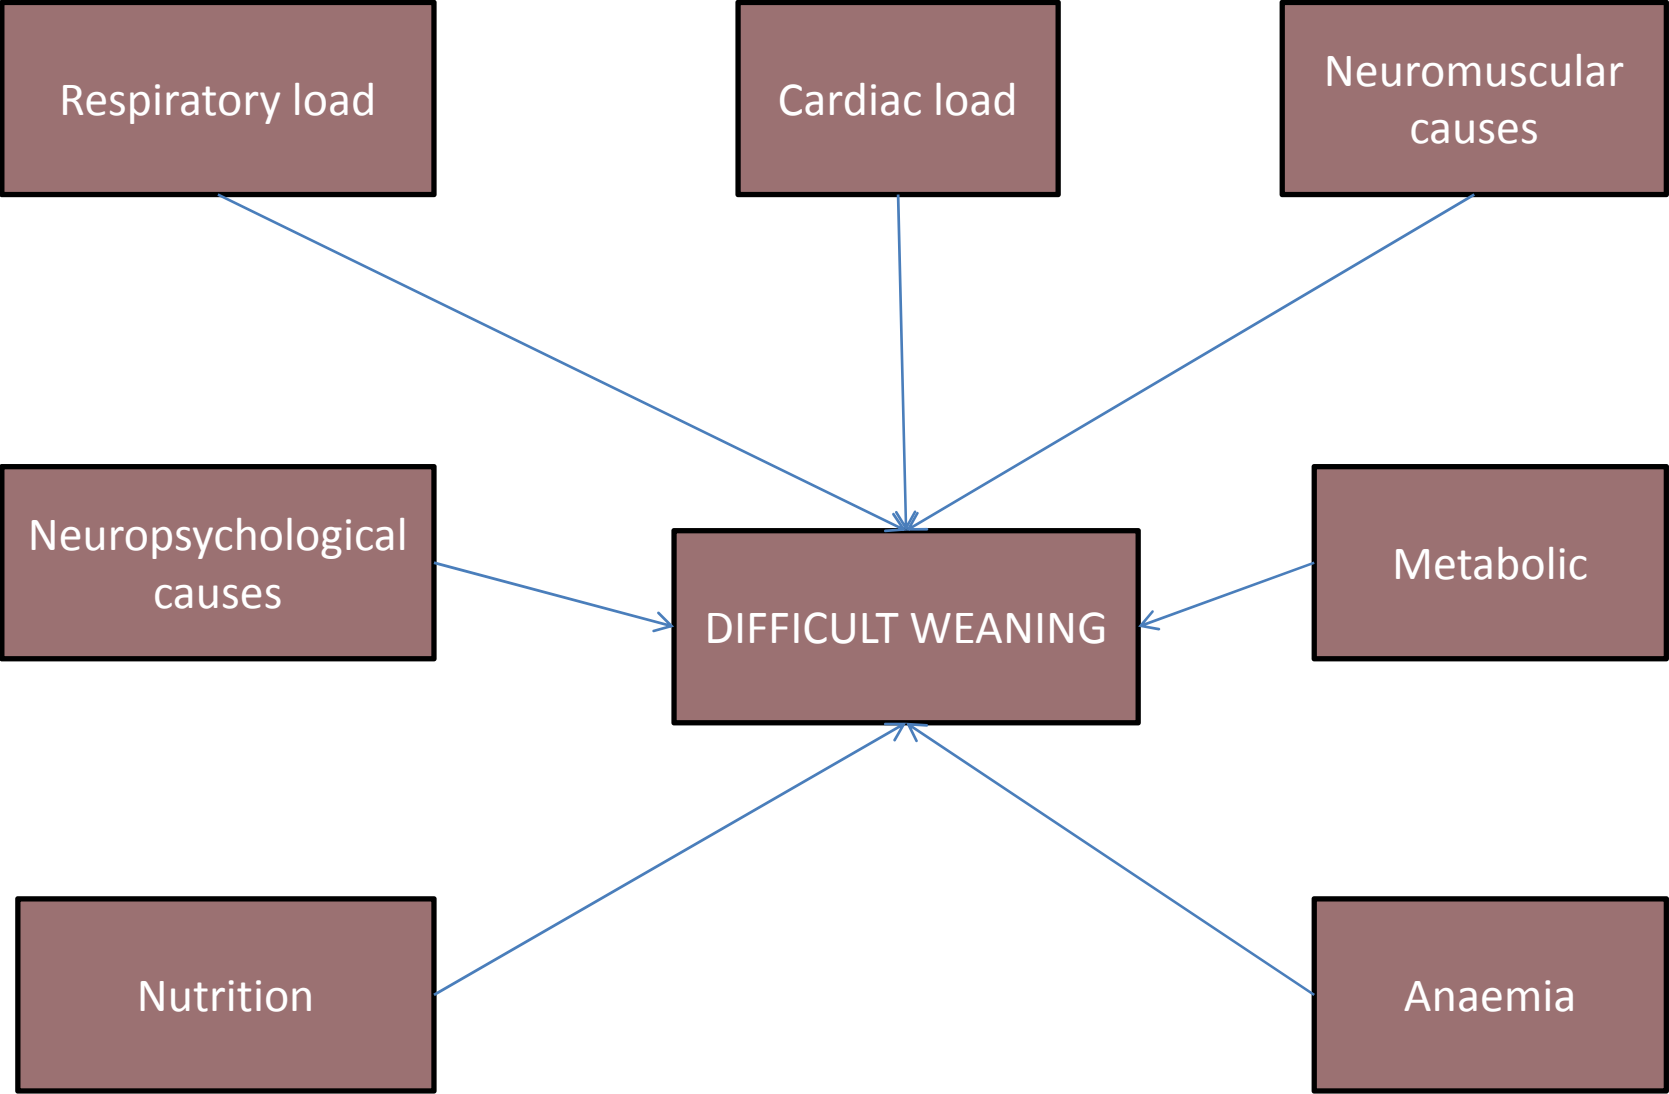 Respiratory load
Cardiac load
Neuromuscular
causes
Neuropsychological
causes
DIFFICULT WEANING
Metabolic
Nutrition
Anaemia